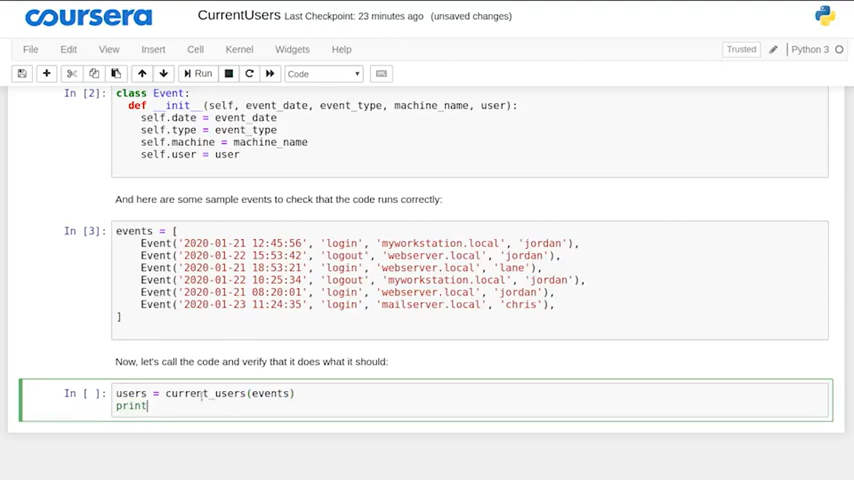 coursera CurrentUsers Last Checkpoint: 23 minutes ago (unsaved changes)
File Edit View Insert Cell Kernel Widgets Help Trusted Python 3
Run Code
In [2]: class Event:
def __init__(self, event_date, event_type, machine_name, user):
self.date = event_date
self.type = event_type
self.machine = machine_name
self.user = user
And here are some sample events to check that the code runs correctly:
In [3]: events = [
Event('2020-01-21 12:45:56', 'login', 'myworkstation.local', 'jordan'),
Event('2020-01-22 15:53:42', 'logout', 'webserver.local', 'jordan'),
Event('2020-01-21 18:53:21', 'login', 'webserver.local', 'lane'),
Event('2020-01-22 10:25:34', 'logout', 'myworkstation.local', 'jordan'),
Event('2020-01-21 08:20:01', 'login', 'webserver.local', 'jordan'),
Event('2020-01-23 11:24:35', 'login', 'mailserver.local', 'chris'),
]
Now, let's call the code and verify that it does what it should:
In [ ]: users = current_users(events)
print